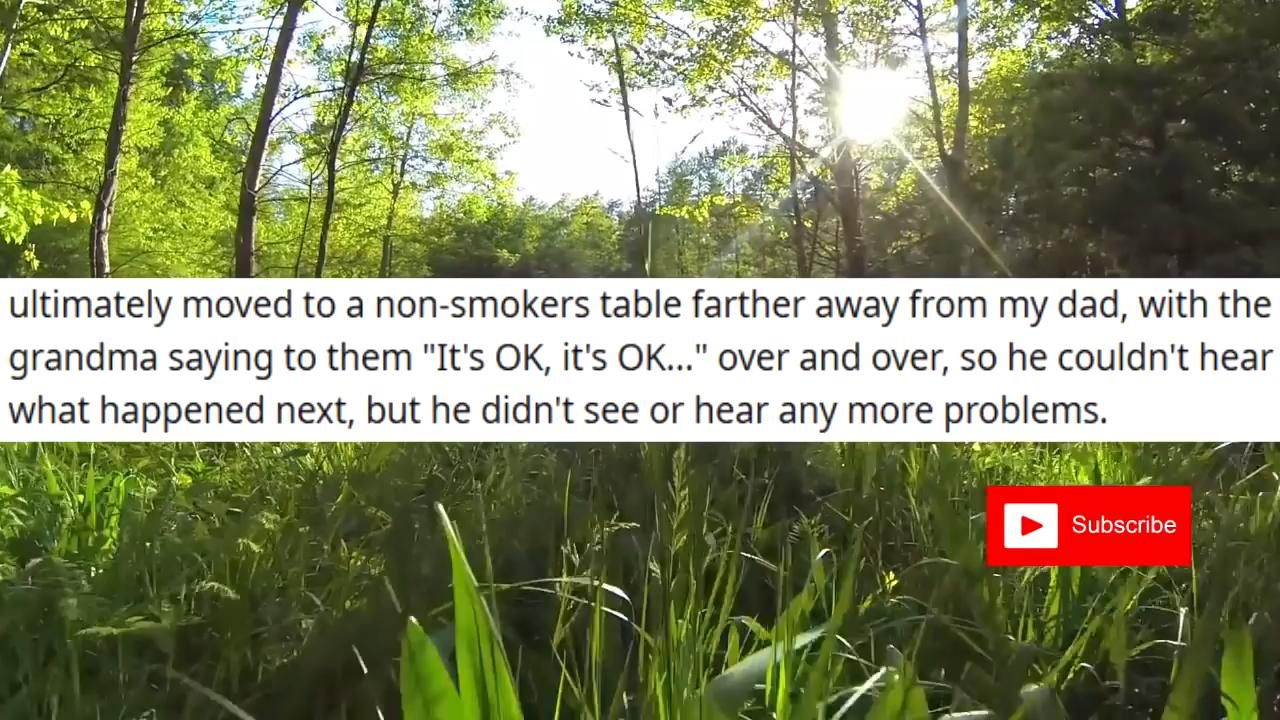 ultimately moved to a non-smokers table farther away from my dad, with the
grandma saying to them "It's OK, it's OK..." over and over, so he couldn't hear
what happened next, but he didn't see or hear any more problems.
Subscribe